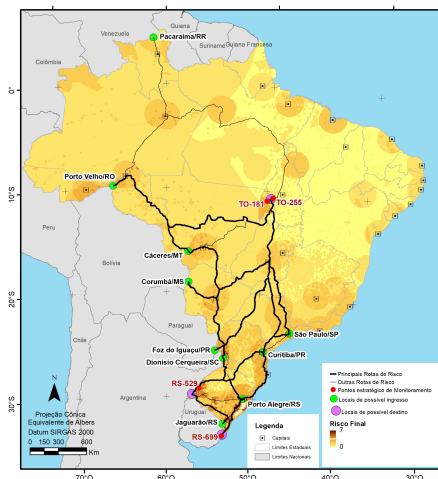 Guiana
Venezuela
Suriname
Guiana Francesa
Pacaraima/RR
Colômbia
0°
Porto Velho/RO
10°S
TO-181
TO-255
Peru
Bolívia
Cáceres/MT
Corumbá/MS
20°S
Paraguai
São Paulo/SP
Foz do Iguaçu/PR
Curitiba/PR
Dionísio Cerqueira/SC
Chile
RS-529
Argentina
Porto Alegre/RS
30°S
Uruguai
Jaguarão/RS
RS-699
Projeção Cônica
Equivalente de Albers
Datum SIRGAS 2000
0 150 300 600
Km
Legenda
Capitais
Limites Estaduais
Limites Nacionais
Principais Rotas de Risco
Outras Rotas de Risco
Pontos estratégico de Monitoramento
Locais de possível ingresso
Locais de possível destino
Risco Final
7
0
70°O
60°O
50°O
40°O
30°O